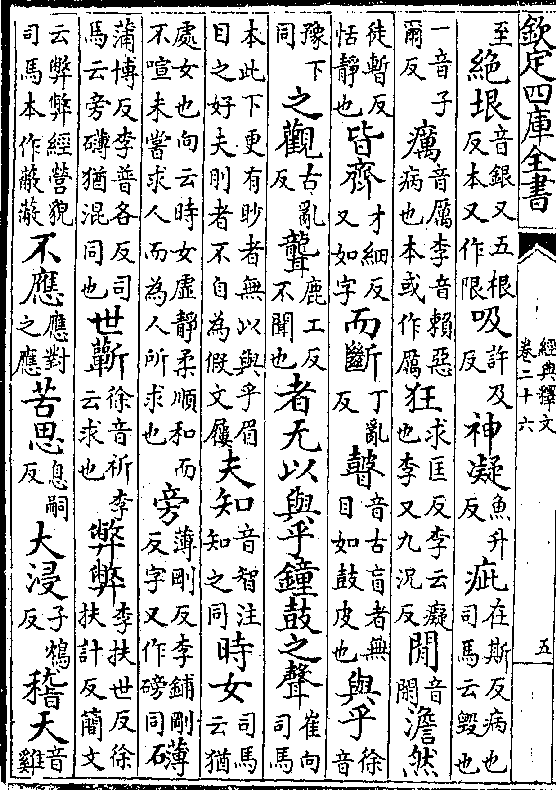 欽定四庫全書
經典釋文
卷二十六
五
至絶垠音銀又五根反本又作限吸許及反神凝魚升反疵在斯反病也司馬云毁也
一音子爾反癘音厲李音賴惡病也本或作厲狂求匡反李云癡也李又九況反閒音閑澹然
徒暫反恬靜也皆齊才細反又如字而斷丁亂反瞽音古盲者無目如鼓皮也與乎徐音
豫下同之觀古亂反聾鹿工反不聞也者无以與乎鐘鼓之聲崔向司馬
本此下更有眇者無以與乎眉目之好夫刖者不自為假文屨夫知音智注知之同時女司馬云猶
處女也向云時女虛靜柔順和而不喧未嘗求人而為人所求也旁薄剛反李鋪剛反字又作磅同礴
蒲博反李普各反司馬云旁礴猶混同也世蘄徐音祈李云求也弊弊李扶世反徐扶計反簡文
云弊弊經營貌司馬本作蔽蔽不應應對之應苦思息嗣反大浸子鴆反稽天音雞